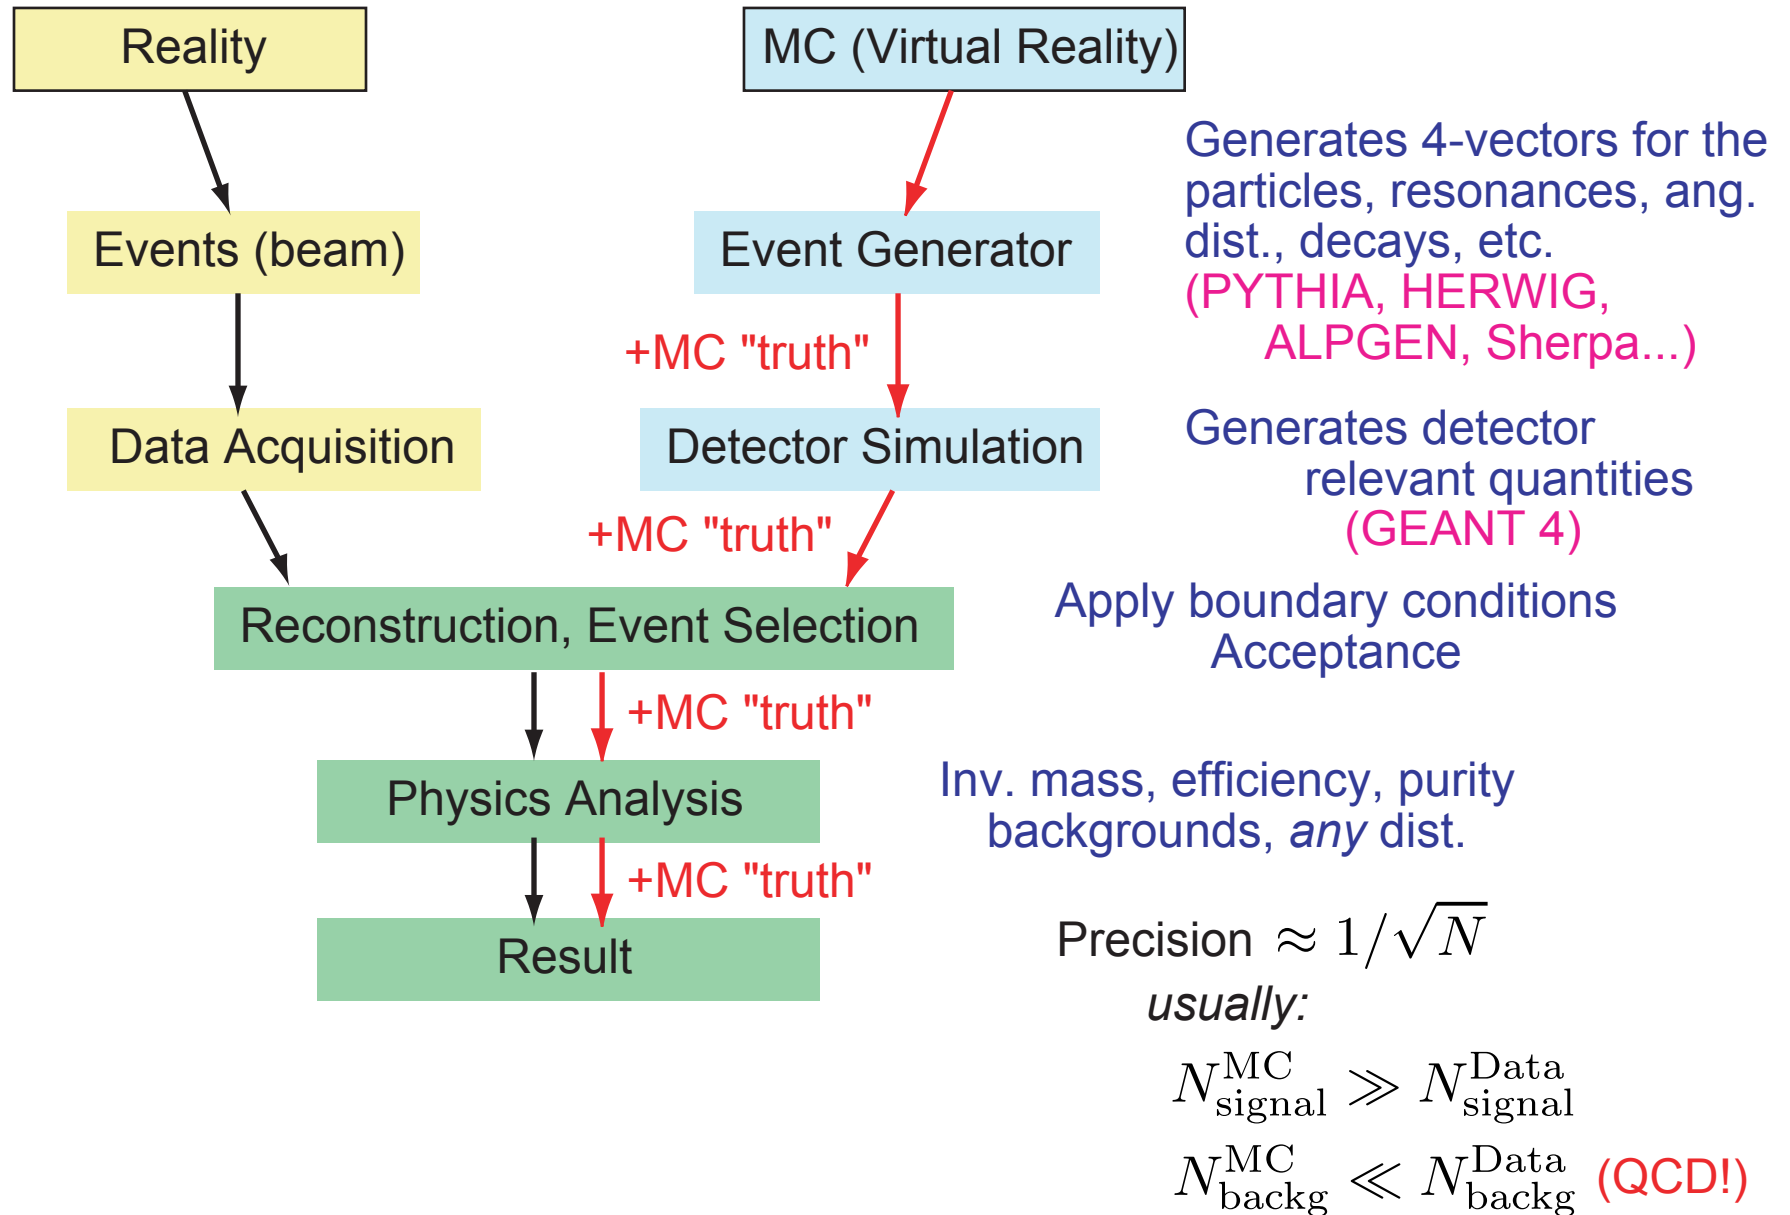 Reality
MC (Virtual Reality)
Generates 4-vectors for the
particles, resonances, ang.
dist., decays, etc.
(PYTHIA, HERWIG,
ALPGEN, Sherpa...)
Events (beam)
Event Generator
+MC "truth"
Data Acquisition
Detector Simulation
Generates detector
relevant quantities
(GEANT 4)
+MC "truth"
Reconstruction, Event Selection
Apply boundary conditions
Acceptance
+MC "truth"
Physics Analysis
Inv. mass, efficiency, purity
backgrounds, any dist.
+MC "truth"
Result
Precision ≈ 1/√N
usually:
N^MC_signal ≫ N^Data_signal
N^MC_backg ≪ N^Data_backg (QCD!)